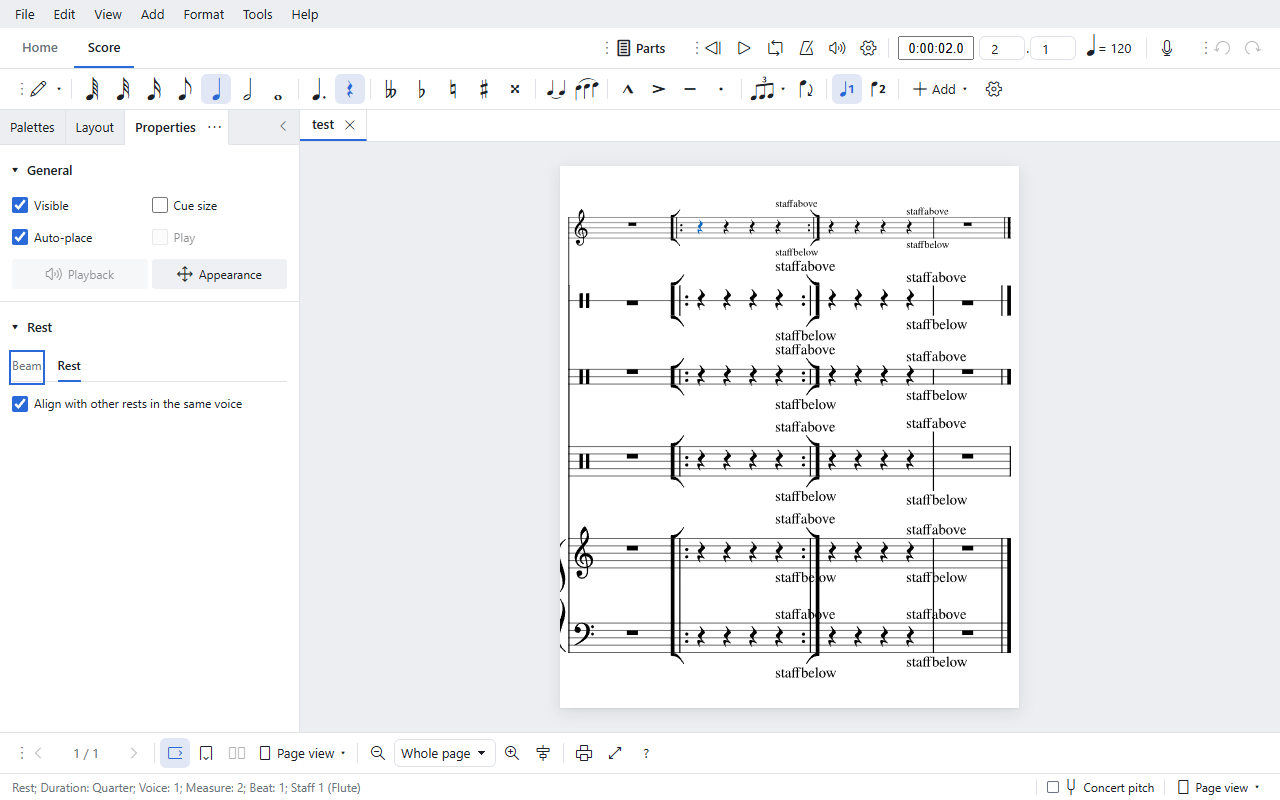 File Edit View Add Format Tools Help
Home Score Parts 0:00:02.0 2 . 1 = 120
3 1 2 Add
Palettes Layout Properties ... test
General
Visible Cue size
Auto-place Play
Playback Appearance
Rest
Beam Rest
Align with other rests in the same voice
staffabove
staffabove
staffbelow
staffbelow
staffabove
staffabove
staffbelow
staffbelow
staffabove
staffabove
staffbelow
staffbelow
staffabove
staffabove
staffbelow
staffbelow
staffabove
staffabove
staffbelow staffbelow
staffabove staffabove
staffbelow
staffbelow
1 / 1 Page view Whole page ?
Rest; Duration: Quarter; Voice: 1; Measure: 2; Beat: 1; Staff 1 (Flute) Concert pitch Page view